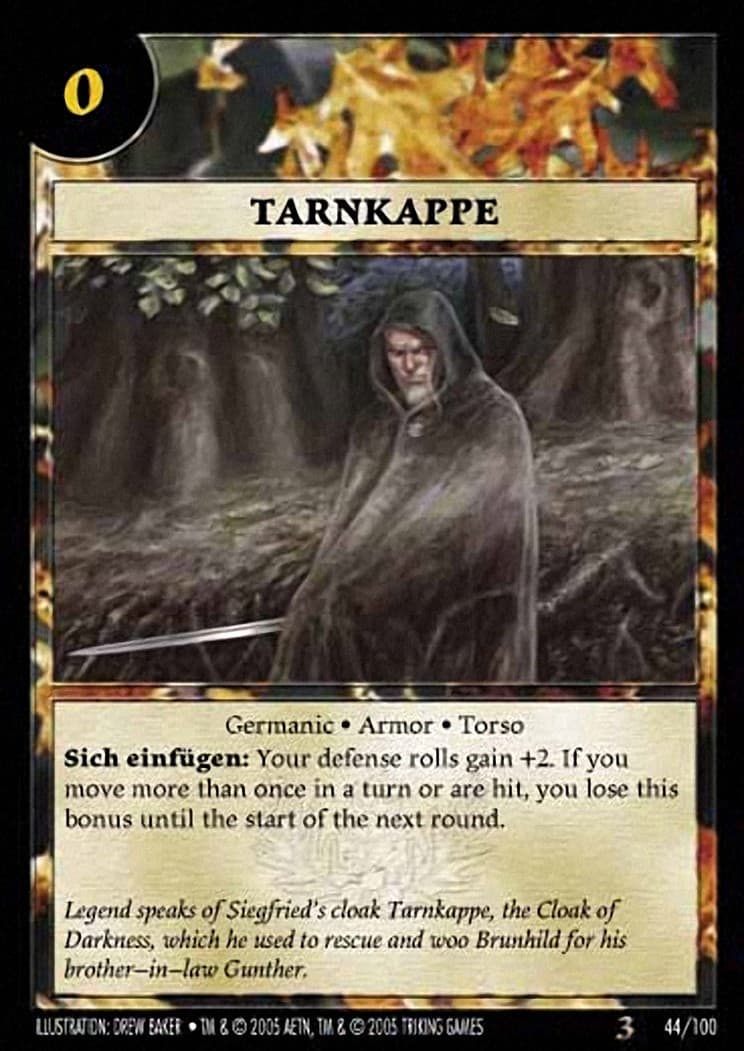 0
TARNKAPPE
Germanic • Armor • Torso
Sich einfügen: Your defense rolls gain +2. If you
move more than once in a turn or are hit, you lose this
bonus until the start of the next round.
Legend speaks of Siegfried's cloak Tarnkappe, the Cloak of
Darkness, which he used to rescue and woo Brunhild for his
brother–in–law Gunther.
ILLUSTRATION: DREW BAKER • TM & © 2005 AETN, TM & © 2005 TRIKING GAMES
3 44/100